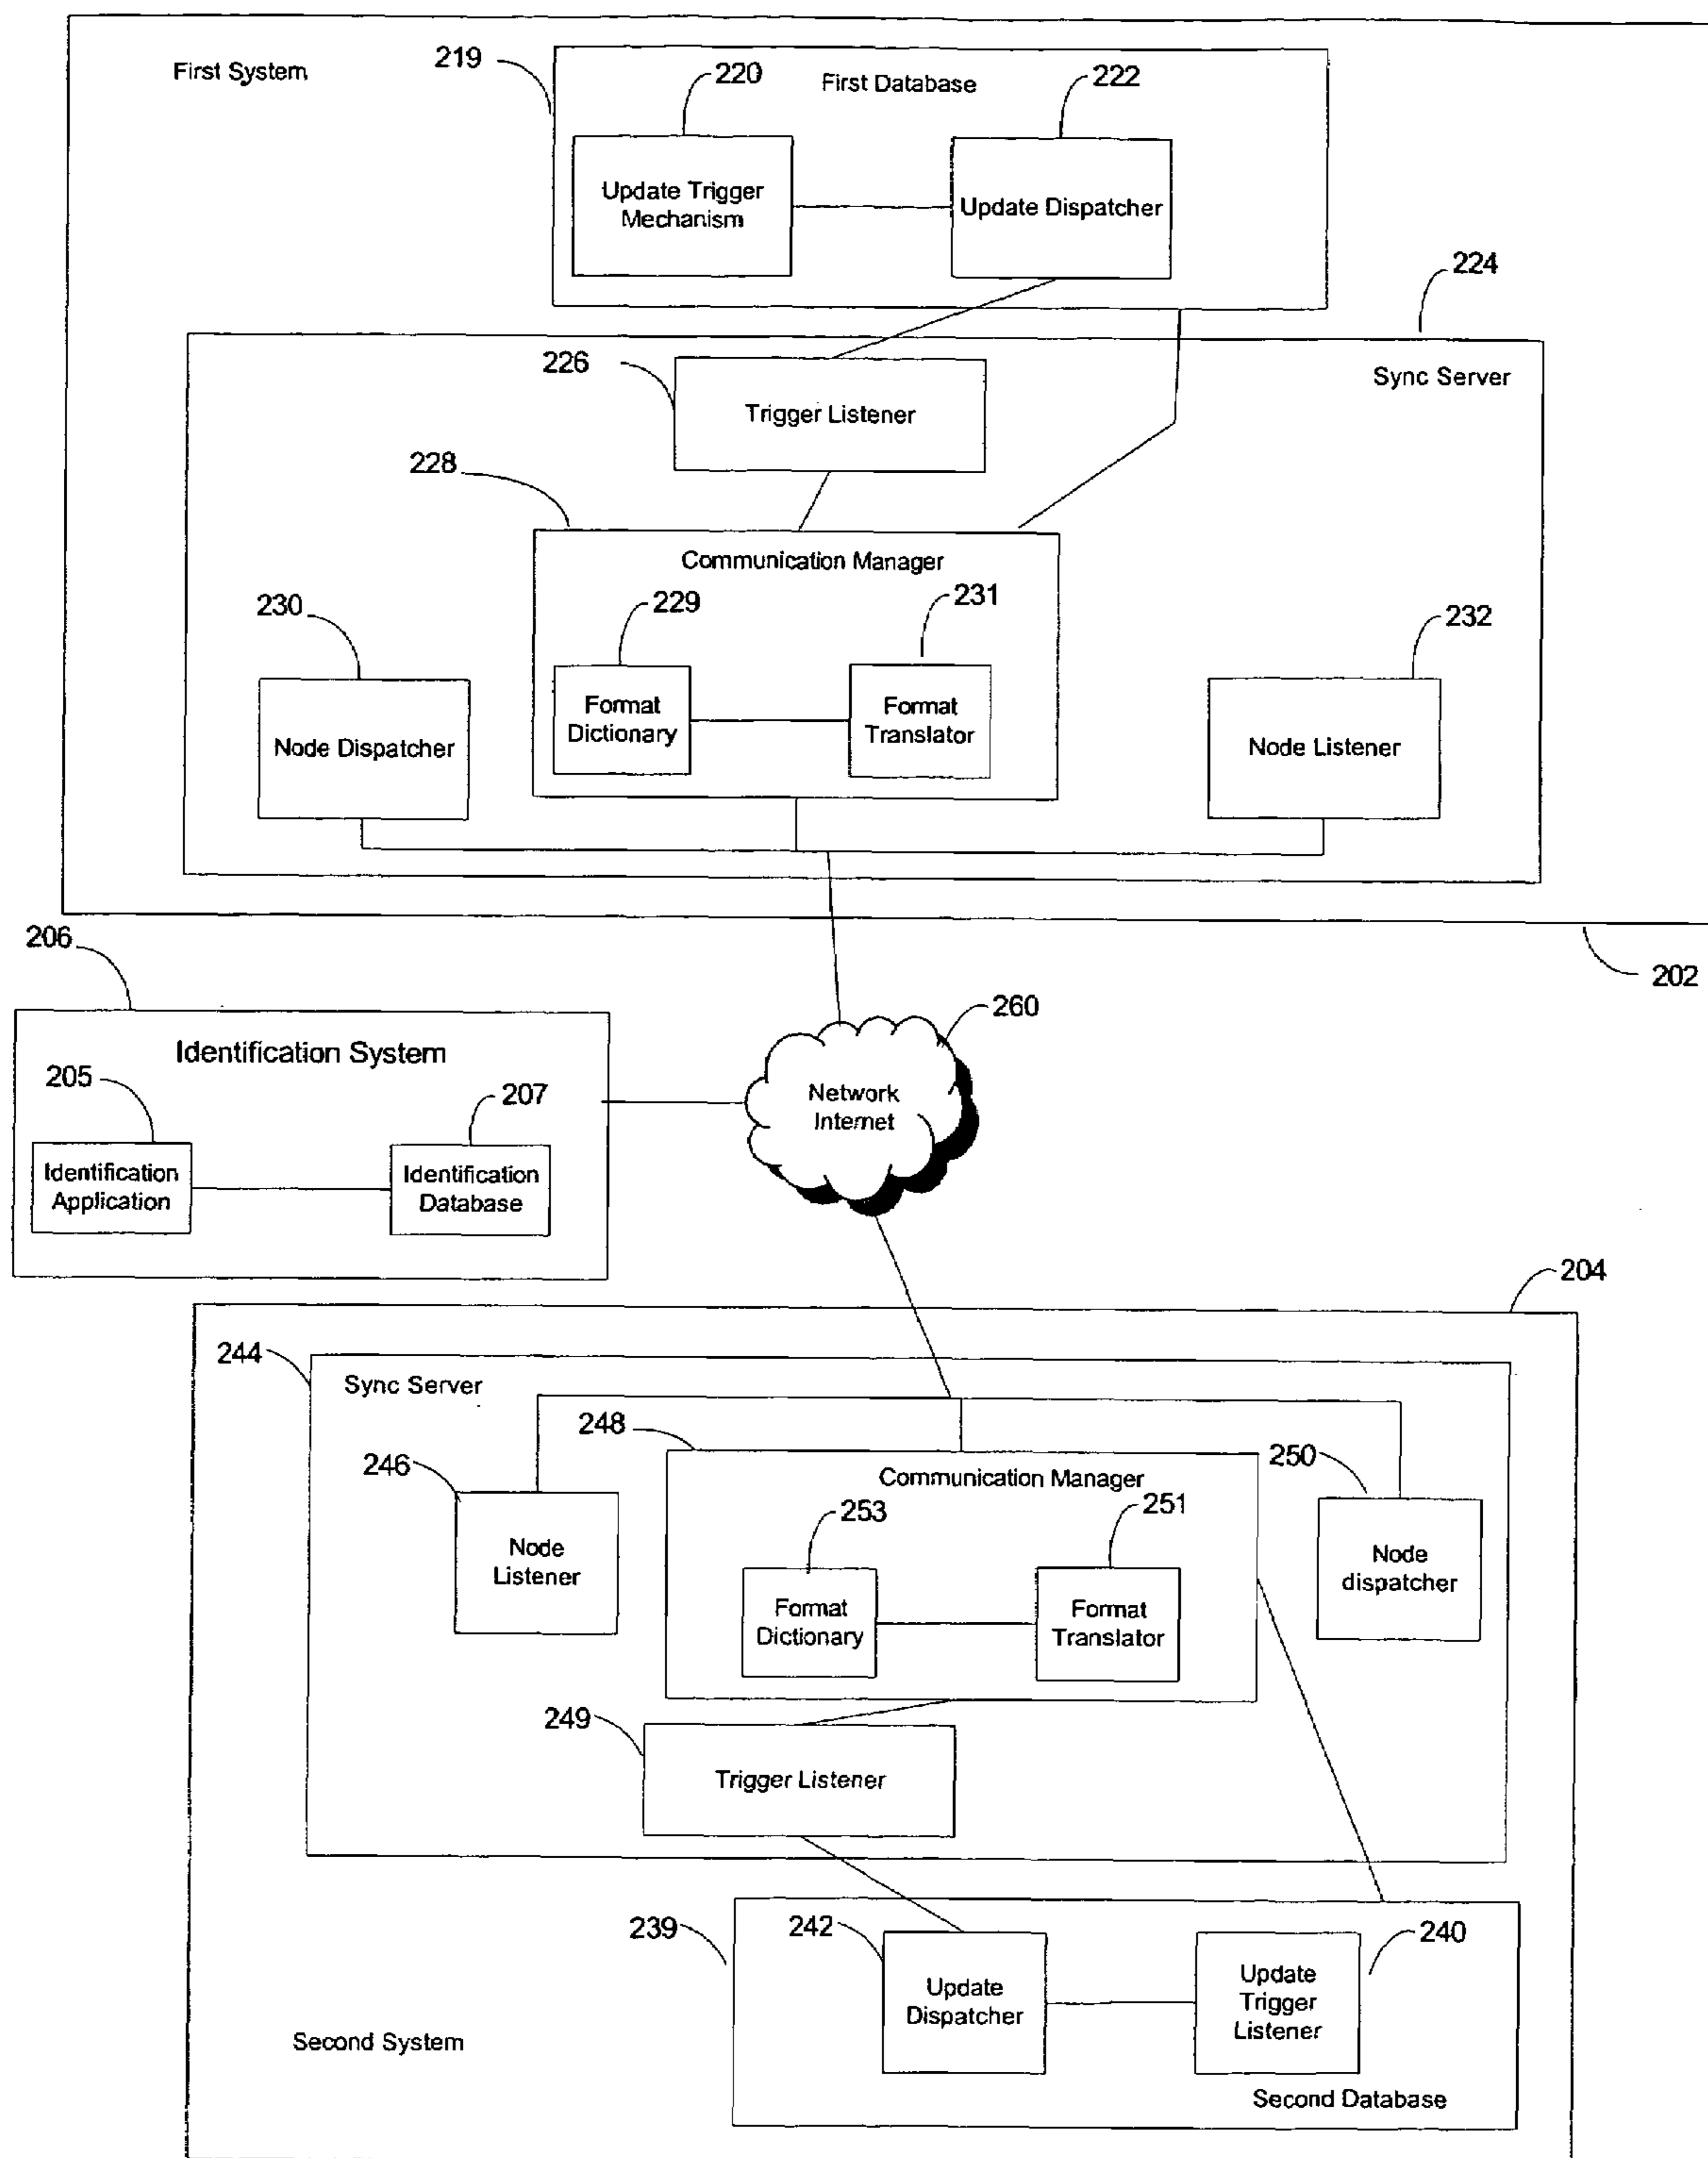 First System
219
220
First Database
222
Update Trigger
Mechanism
Update Dispatcher
224
226
Sync Server
Trigger Listener
228
Communication Manager
230
229
231
232
Format
Dictionary
Format
Translator
Node Dispatcher
Node Listener
206
202
260
Identification System
205
207
Network
Internet
Identification
Application
Identification
Database
204
244
Sync Server
248
246
Communication Manager
250
253
251
Node
Listener
Node
dispatcher
Format
Dictionary
Format
Translator
249
Trigger Listener
239
242
240
Update
Dispatcher
Update
Trigger
Listener
Second System
Second Database